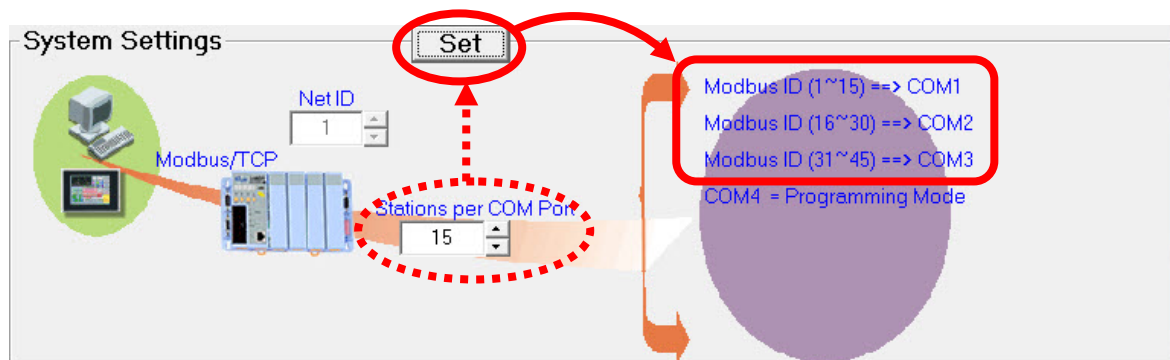 System Settings
Set
Net ID
1
Modbus/TCP
Stations per COM Port
15
Modbus ID (1~15) ==> COM1
Modbus ID (16~30) ==> COM2
Modbus ID (31~45) ==> COM3
COM4 = Programming Mode